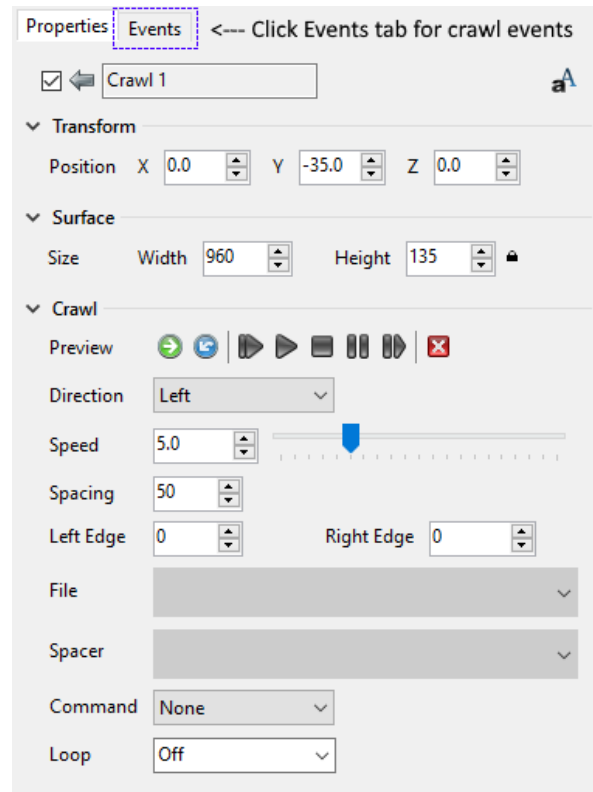 Properties Events <--- Click Events tab for crawl events
Crawl 1 aA
Transform
Position X 0.0 Y -35.0 Z 0.0
Surface
Size Width 960 Height 135
Crawl
Preview
Direction Left
Speed 5.0
Spacing 50
Left Edge 0 Right Edge 0
File
Spacer
Command None
Loop Off